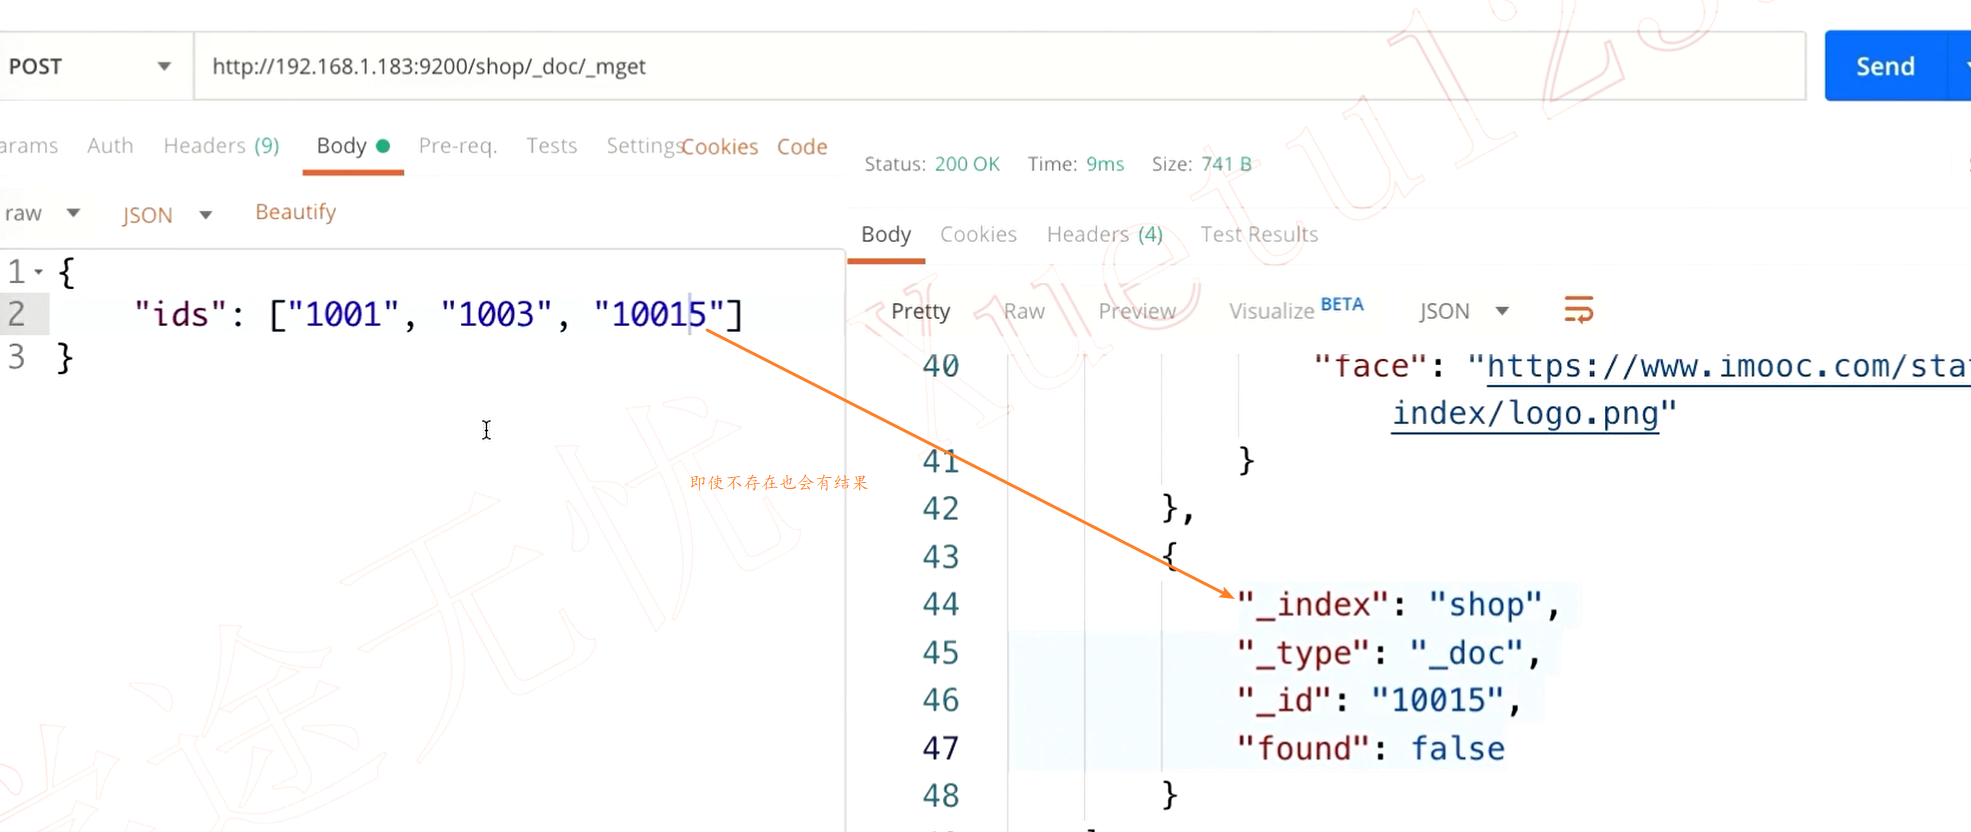 POST
http://192.168.1.183:9200/shop/_doc/_mget
Send
arams Auth Headers (9) Body Pre-req. Tests Settings Cookies Code
raw JSON Beautify
1 {
2 "ids": ["1001", "1003", "10015"]
3 }
即使不存在也会有结果
Status: 200 OK Time: 9ms Size: 741 B
Body Cookies Headers (4) Test Results
Pretty Raw Preview Visualize BETA JSON
40 "face": "https://www.imooc.com/sta
index/logo.png"
41 }
42 },
43 {
44 "_index": "shop",
45 "_type": "_doc",
46 "_id": "10015",
47 "found": false
48 }
学途无忧